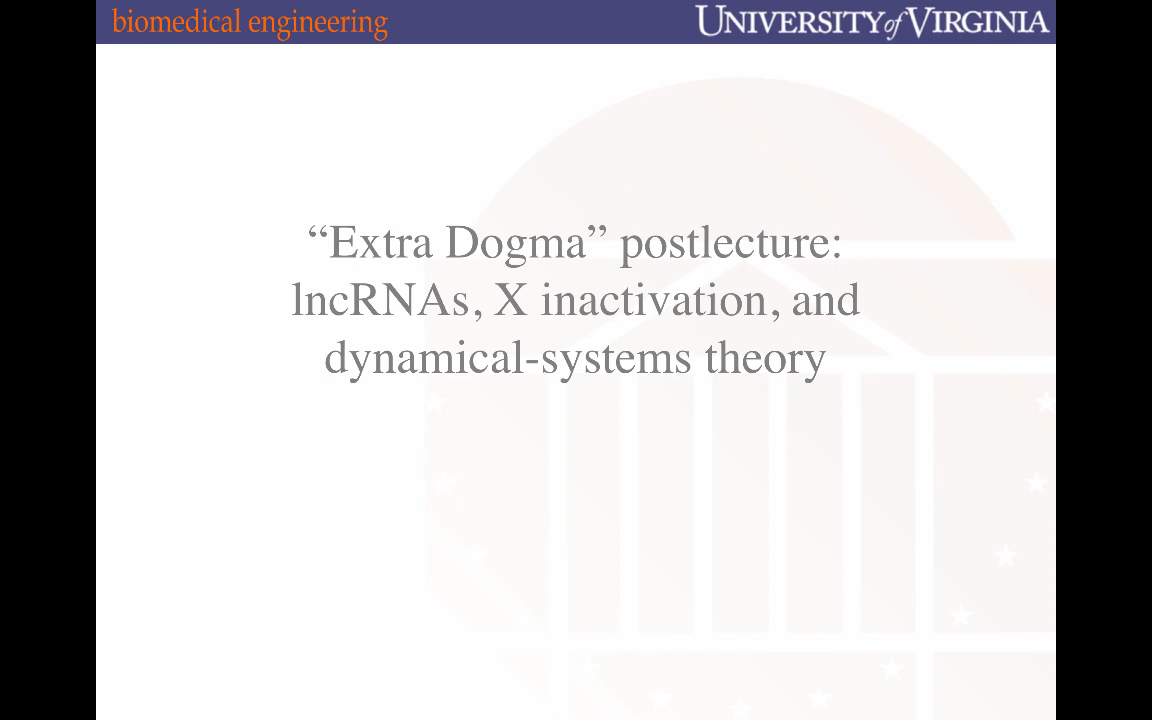 biomedical engineering
UNIVERSITY of VIRGINIA
“Extra Dogma” postlecture:
lncRNAs, X inactivation, and
dynamical-systems theory